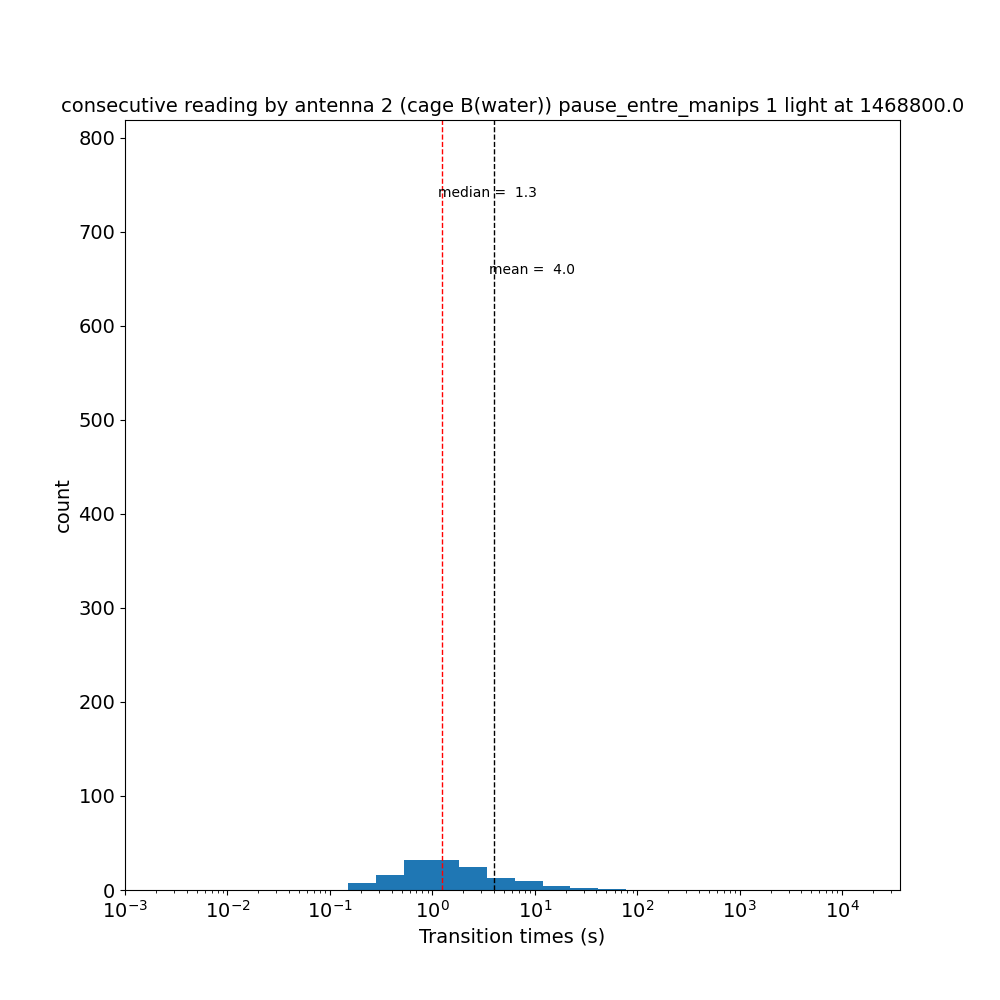 consecutive reading by antenna 2 (cage B(water)) pause_entre_manips 1 light at 1468800.0
800
median =  1.3
700
mean =  4.0
600
500
400
300
200
100
0
count
10⁻³ 10⁻² 10⁻¹ 10⁰ 10¹ 10² 10³ 10⁴
Transition times (s)